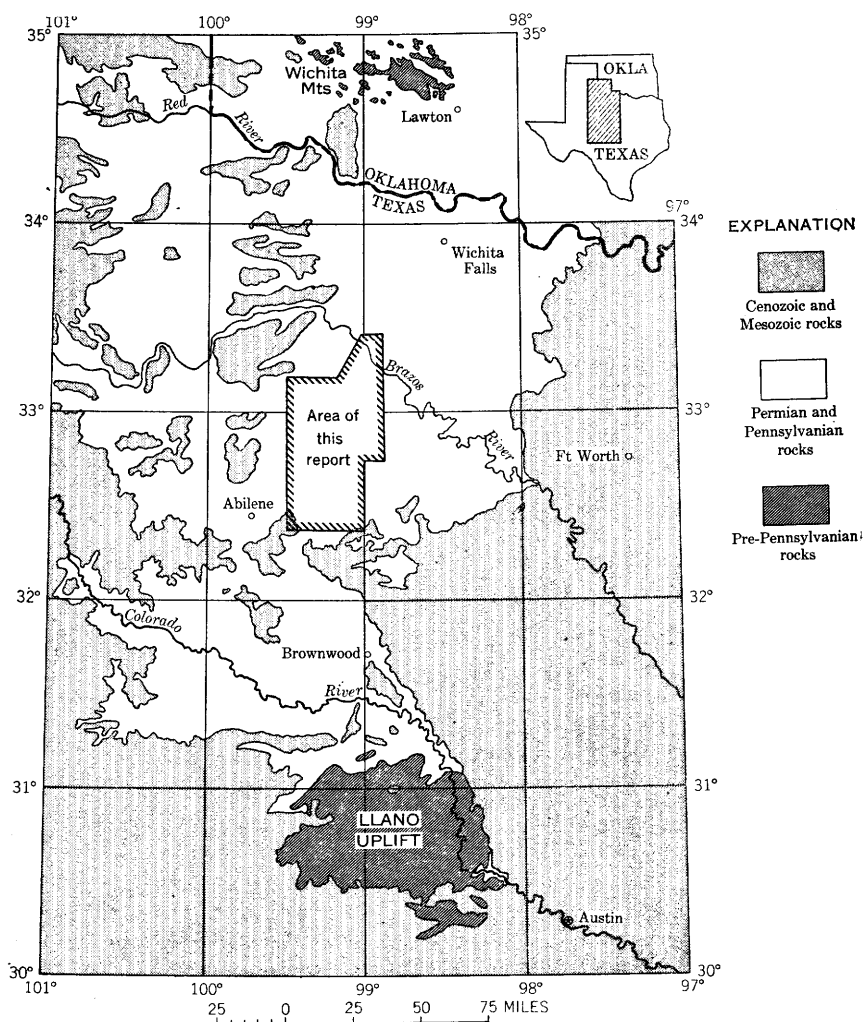 101° 100° 99° 98°
35° 35°
Wichita
Mts
Lawton
OKLA
TEXAS
Red
River
OKLAHOMA
TEXAS
97°
34° 34°
Wichita
Falls
EXPLANATION
Cenozoic and
Mesozoic rocks
Permian and
Pennsylvanian
rocks
Pre-Pennsylvanian
rocks
Brazos
River
33° 33°
Area of
this
report
Ft Worth
Abilene
32° 32°
Colorado
River
Brownwood
31° 31°
LLANO
UPLIFT
Austin
30° 30°
101° 100° 99° 98° 97°
25 0 25 50 75 MILES